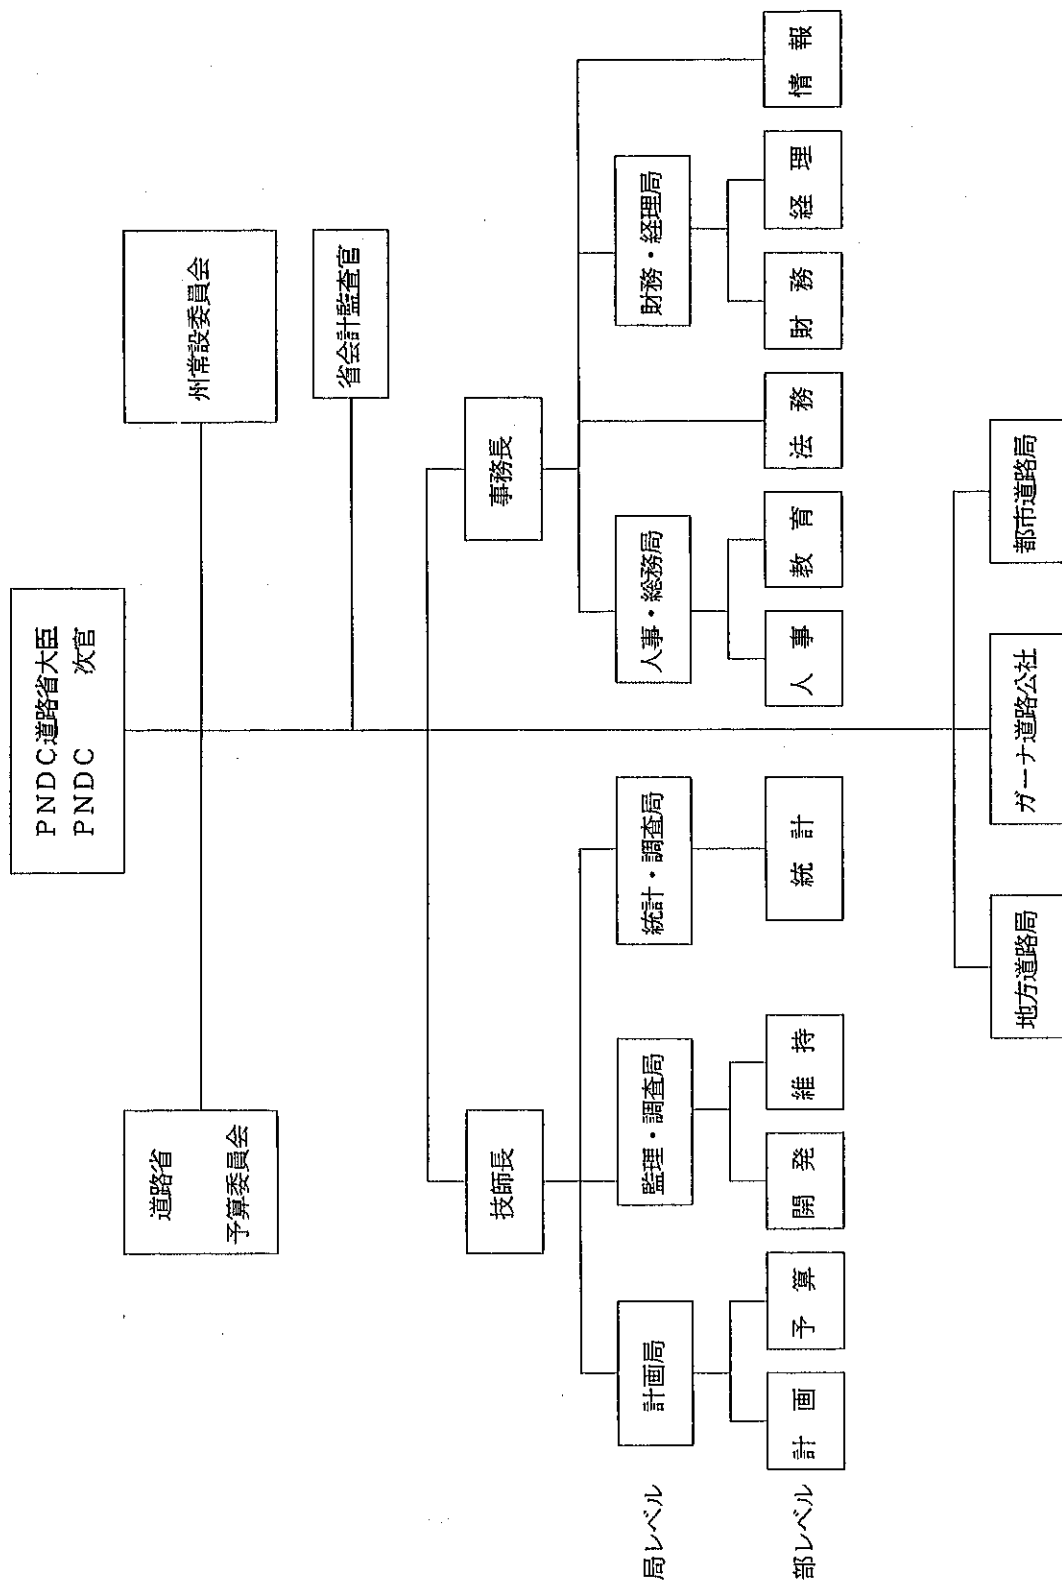 PNDC道路省大臣
PNDC 次官
道路省
予算委員会
州常設委員会
省会計監査官
技師長
事務長
局レベル
計画局
監理・調査局
統計・調査局
人事・総務局
財務・経理局
部レベル
計 画
予 算
開 発
維 持
統 計
人 事
教 育
法 務
財 務
経 理
情 報
地方道路局
ガーナ道路公社
都市道路局